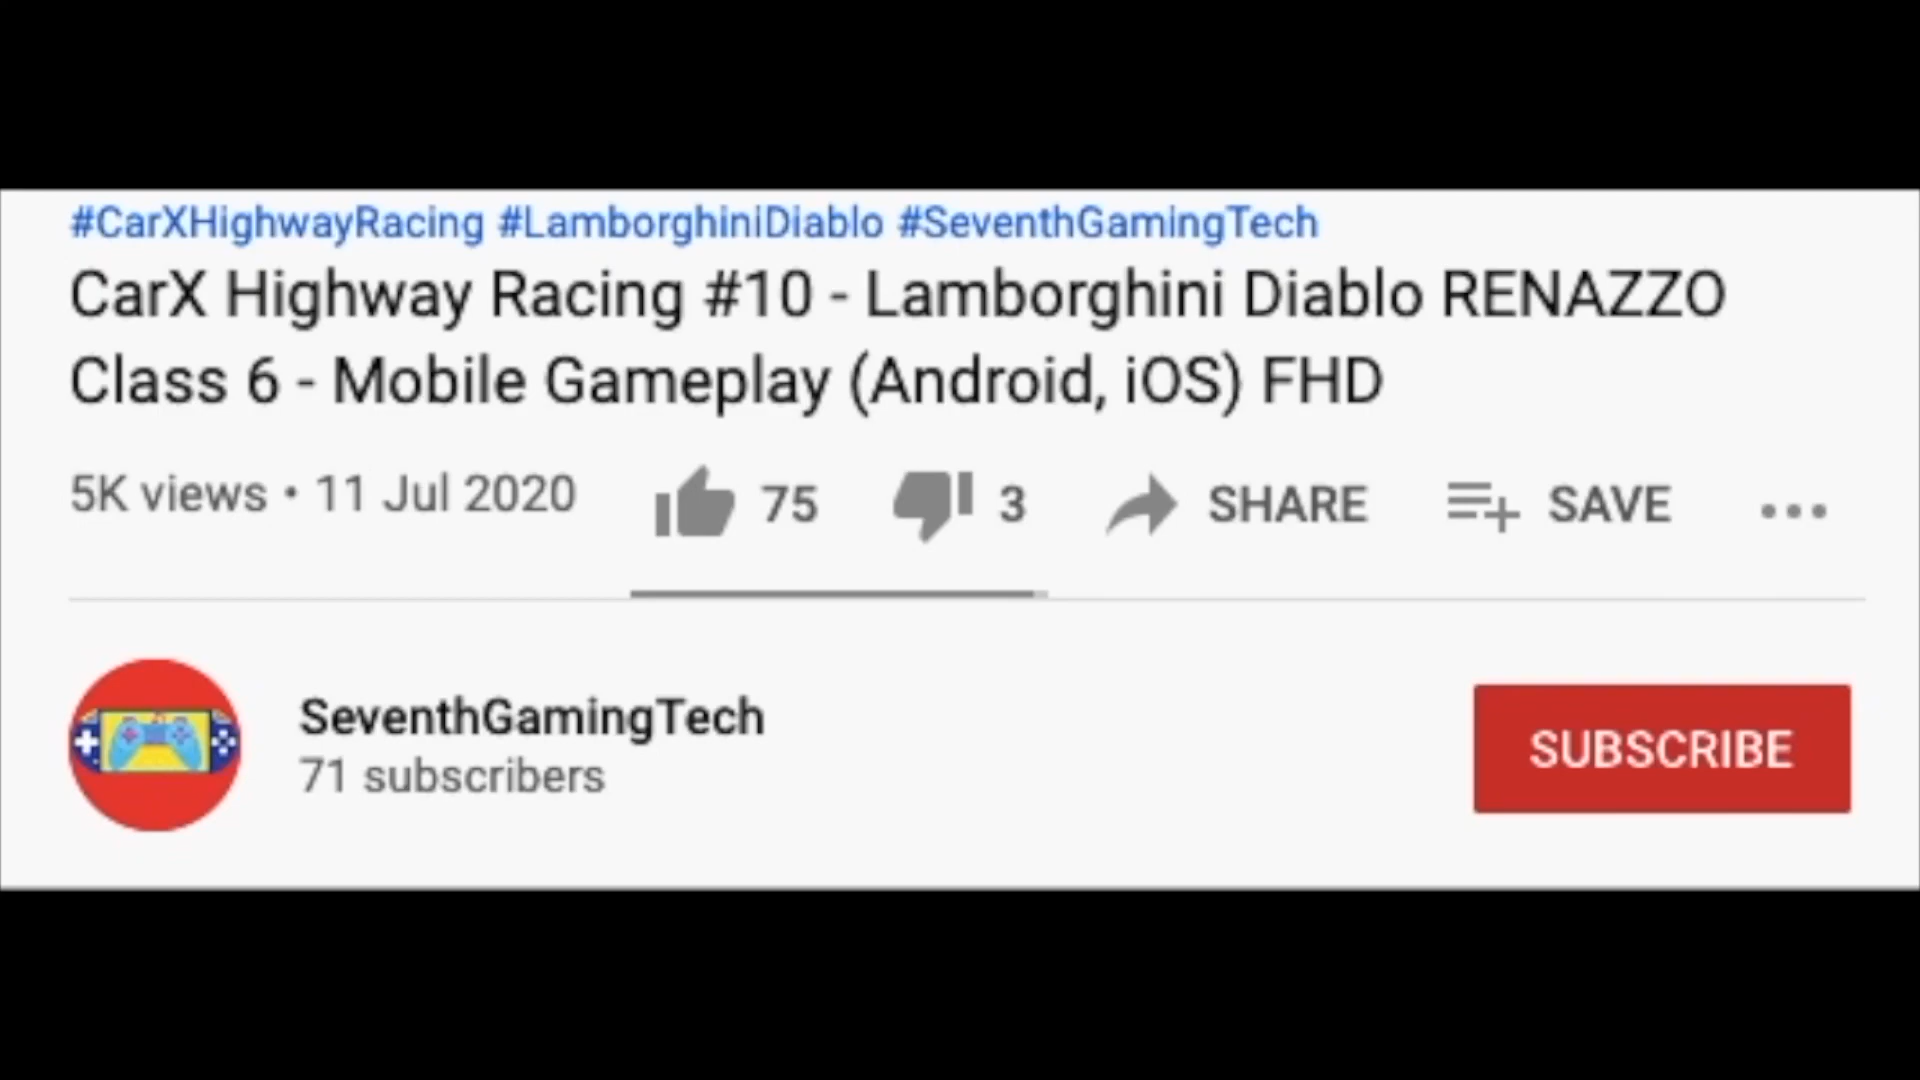 #CarXHighwayRacing #LamborghiniDiablo #SeventhGamingTech
CarX Highway Racing #10 - Lamborghini Diablo RENAZZO
Class 6 - Mobile Gameplay (Android, iOS) FHD
5K views • 11 Jul 2020 75 3 SHARE SAVE ...
SeventhGamingTech
71 subscribers
SUBSCRIBE